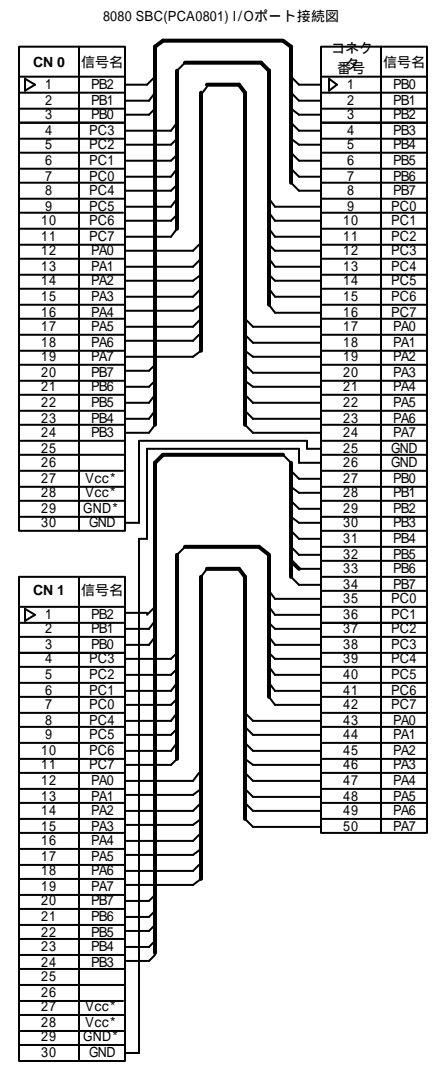 8080 SBC(PCA0801) I/Oポート接続図
CN 0 信号名
1 PB2
2 PB1
3 PB0
4 PC3
5 PC2
6 PC1
7 PC0
8 PC4
9 PC5
10 PC6
11 PC7
12 PA0
13 PA1
14 PA2
15 PA3
16 PA4
17 PA5
18 PA6
19 PA7
20 PB7
21 PB6
22 PB5
23 PB4
24 PB3
25
26
27 Vcc*
28 Vcc*
29 GND*
30 GND
CN 1 信号名
1 PB2
2 PB1
3 PB0
4 PC3
5 PC2
6 PC1
7 PC0
8 PC4
9 PC5
10 PC6
11 PC7
12 PA0
13 PA1
14 PA2
15 PA3
16 PA4
17 PA5
18 PA6
19 PA7
20 PB7
21 PB6
22 PB5
23 PB4
24 PB3
25
26
27 Vcc*
28 Vcc*
29 GND*
30 GND
コネクタ番号 信号名
1 PB0
2 PB1
3 PB2
4 PB3
5 PB4
6 PB5
7 PB6
8 PB7
9 PC0
10 PC1
11 PC2
12 PC3
13 PC4
14 PC5
15 PC6
16 PC7
17 PA0
18 PA1
19 PA2
20 PA3
21 PA4
22 PA5
23 PA6
24 PA7
25 GND
26 GND
27 PB0
28 PB1
29 PB2
30 PB3
31 PB4
32 PB5
33 PB6
34 PB7
35 PC0
36 PC1
37 PC2
38 PC3
39 PC4
40 PC5
41 PC6
42 PC7
43 PA0
44 PA1
45 PA2
46 PA3
47 PA4
48 PA5
49 PA6
50 PA7